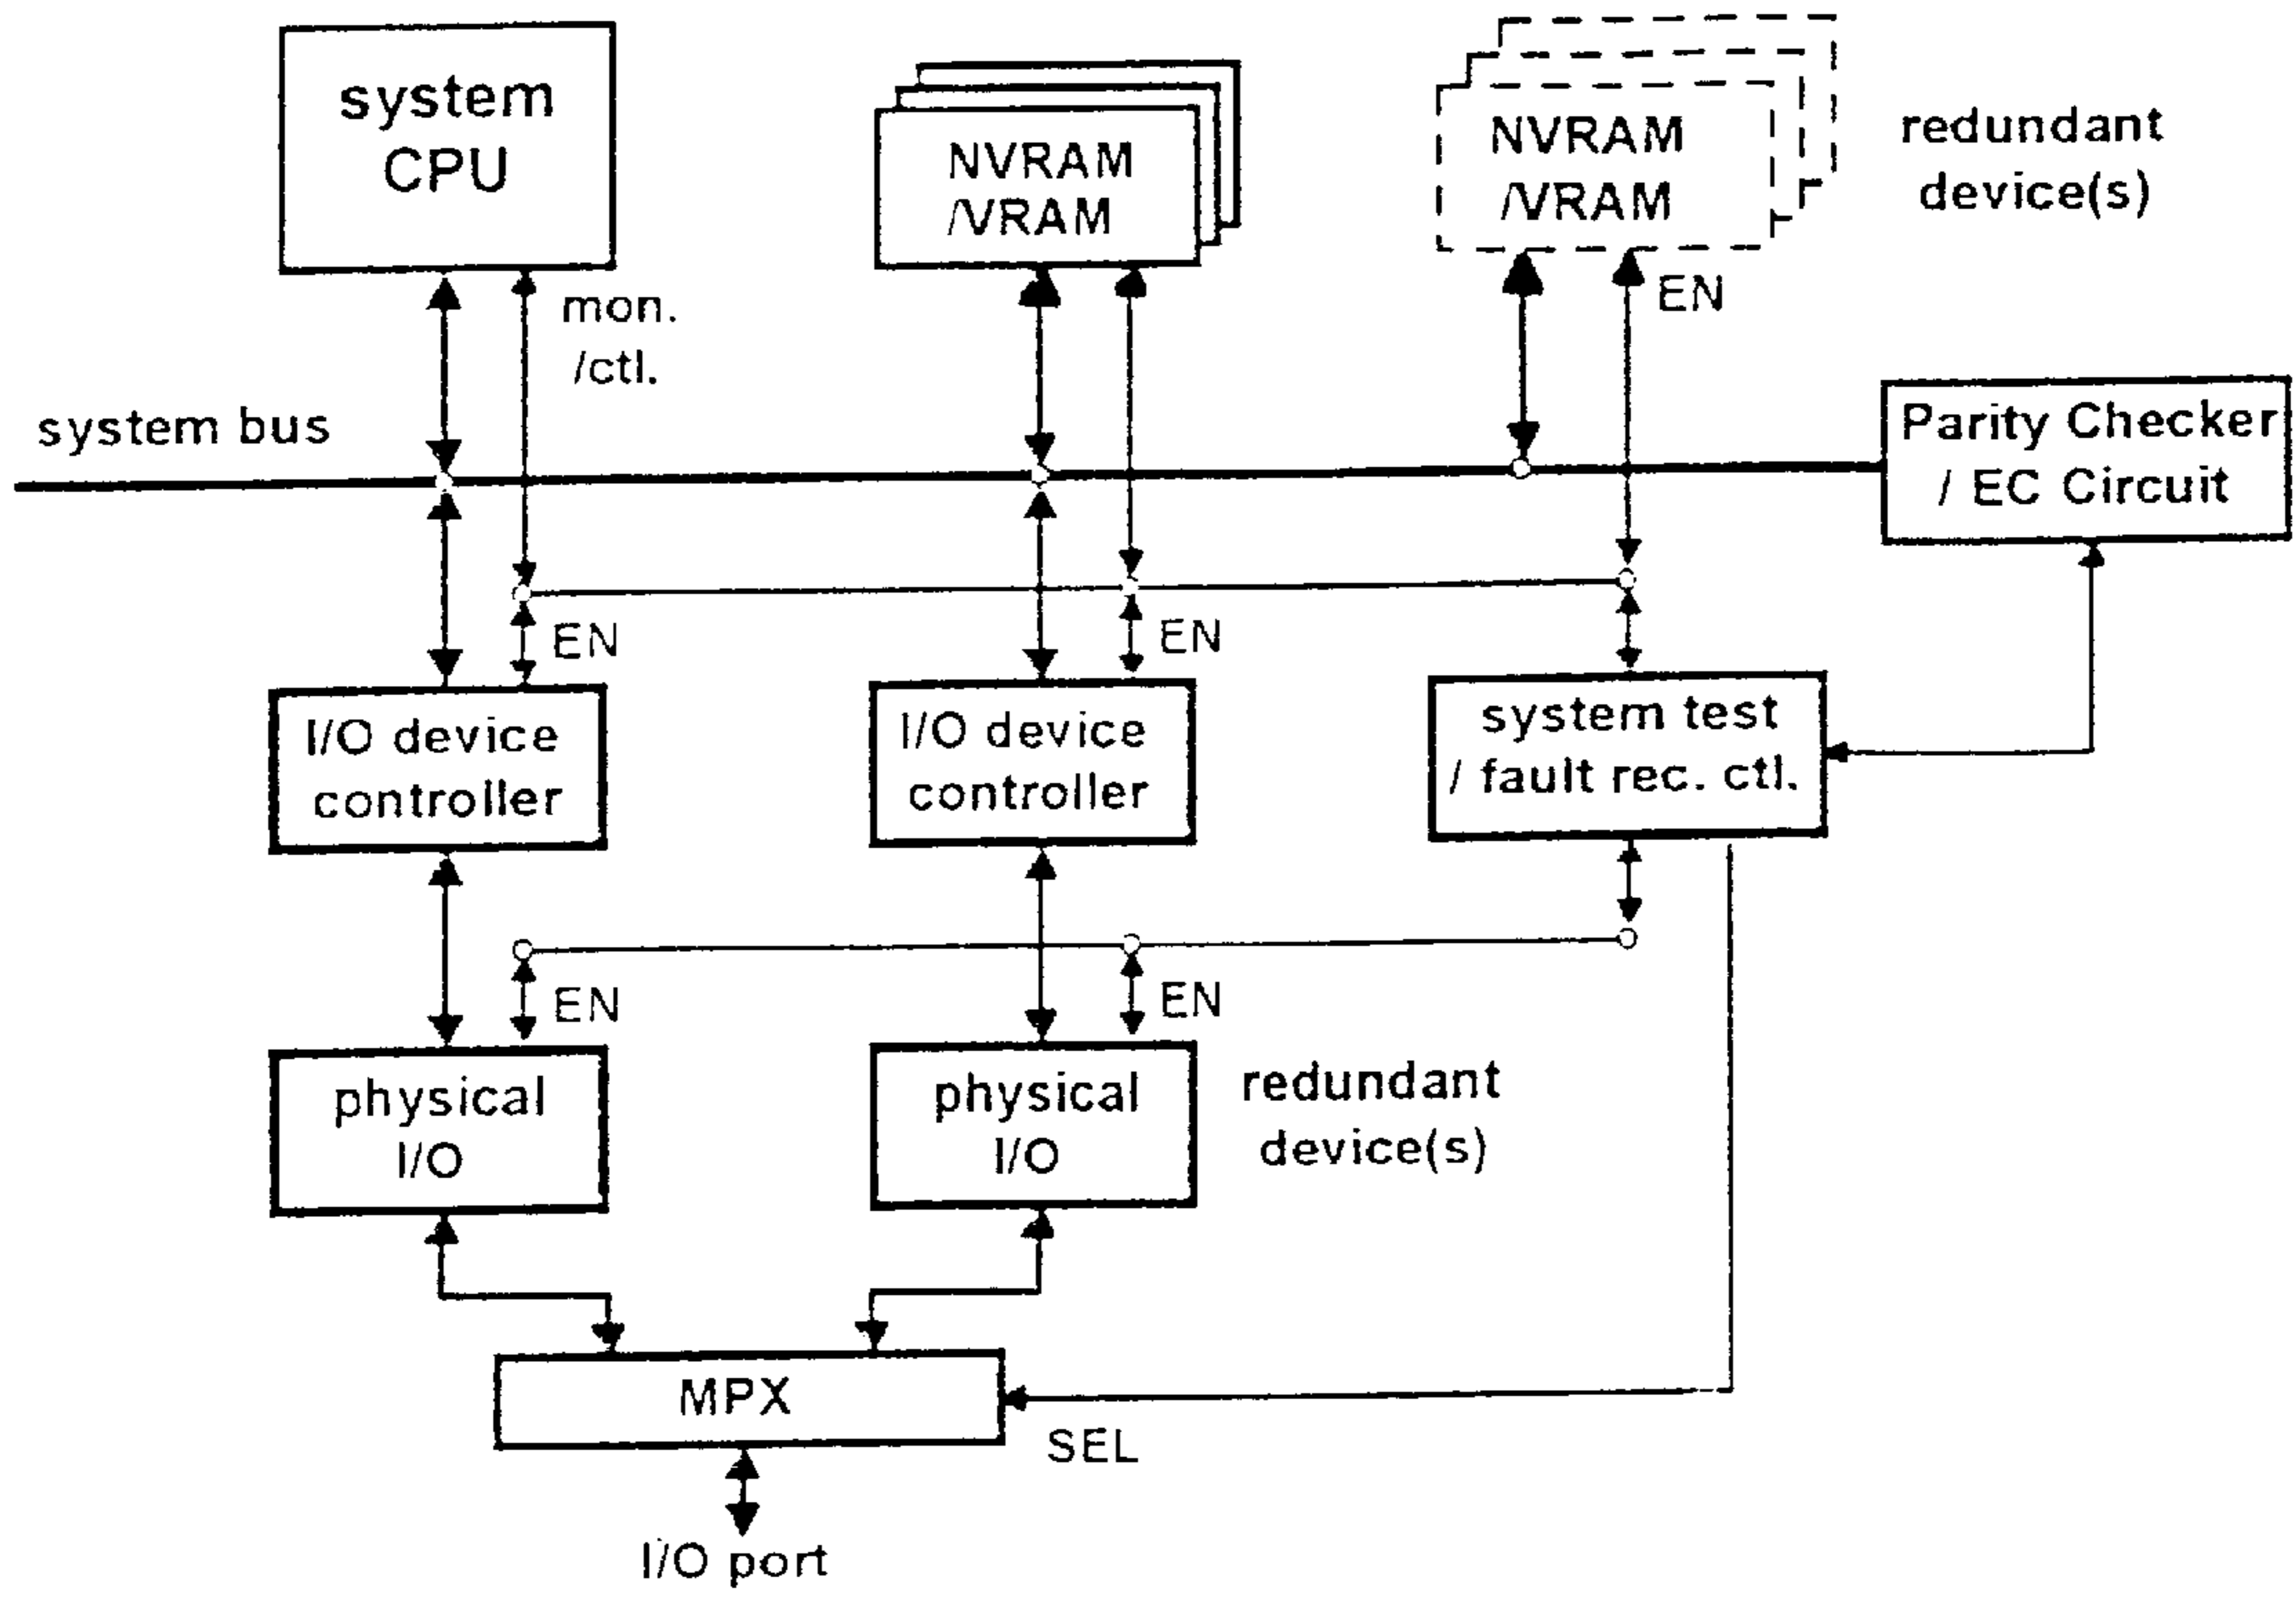 system
CPU
NVRAM
/VRAM
NVRAM
/VRAM
redundant
device(s)
mon.
/ctl.
EN
system bus
Parity Checker
/ EC Circuit
EN
EN
I/O device
controller
I/O device
controller
system test
/ fault rec. ctl.
EN
EN
physical
I/O
physical
I/O
redundant
device(s)
MPX
SEL
I/O port